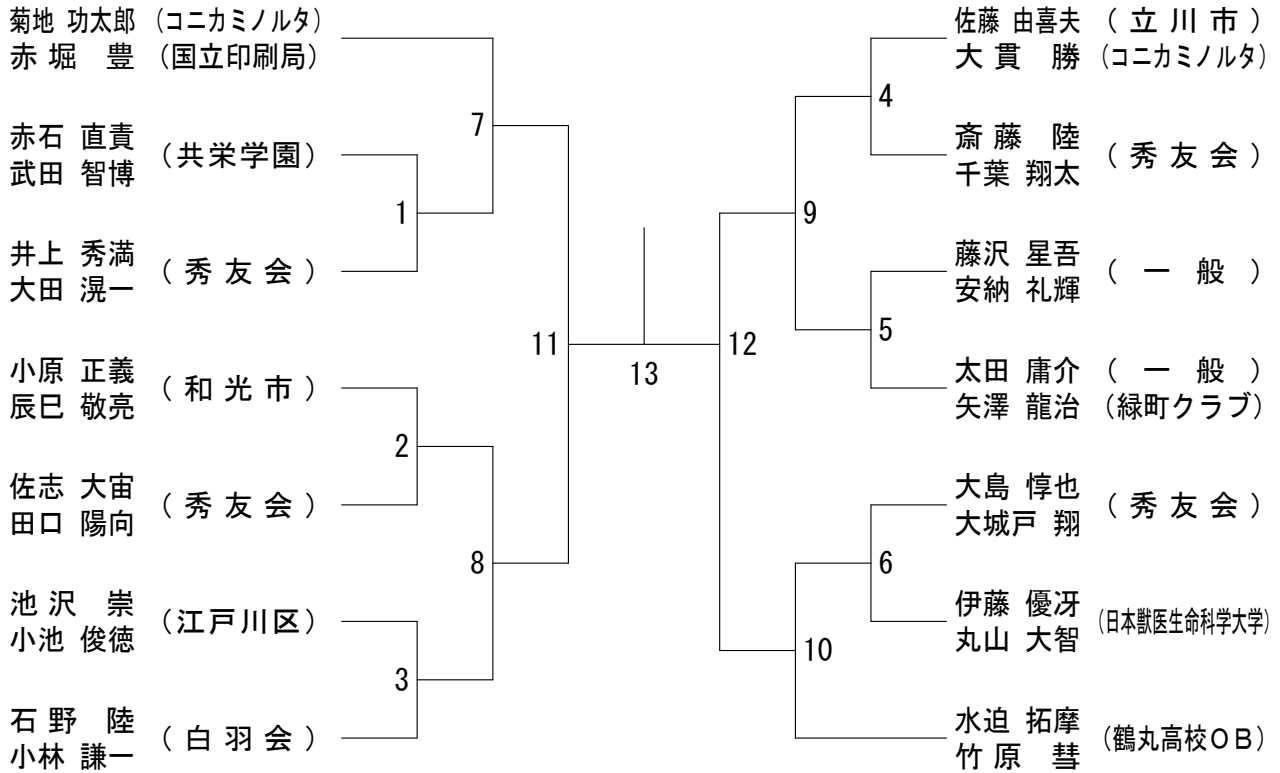 菊地 功太郎 (コニカミノルタ)
赤堀 豊 (国立印刷局)
赤石 直責
武田 智博
(共栄学園)
井上 秀満
大田 滉一
(秀友会)
小原 正義
辰巳 敬亮
(和光市)
佐志 大宙
田口 陽向
(秀友会)
池沢 崇
小池 俊徳
(江戸川区)
石野 陸
小林 謙一
(白羽会)
7
1
2
8
3
11
13
12
佐藤 由喜夫 (立川市)
大貫 勝 (コニカミノルタ)
斎藤 陸
千葉 翔太
(秀友会)
藤沢 星吾
安納 礼輝
(一般)
太田 庸介 (一般)
矢澤 龍治 (緑町クラブ)
大島 惇也
大城戸 翔
(秀友会)
伊藤 優冴
丸山 大智
(日本獣医生命科学大学)
水迫 拓摩
竹原 彗
(鶴丸高校OB)
4
9
5
6
10